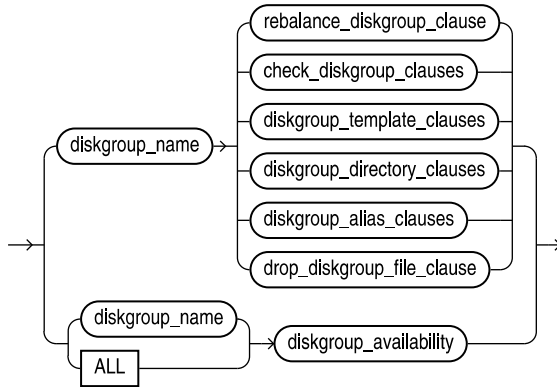 rebalance_diskgroup_clause
check_diskgroup_clauses
diskgroup_template_clauses
diskgroup_name
diskgroup_directory_clauses
diskgroup_alias_clauses
drop_diskgroup_file_clause
diskgroup_name
diskgroup_availability
ALL